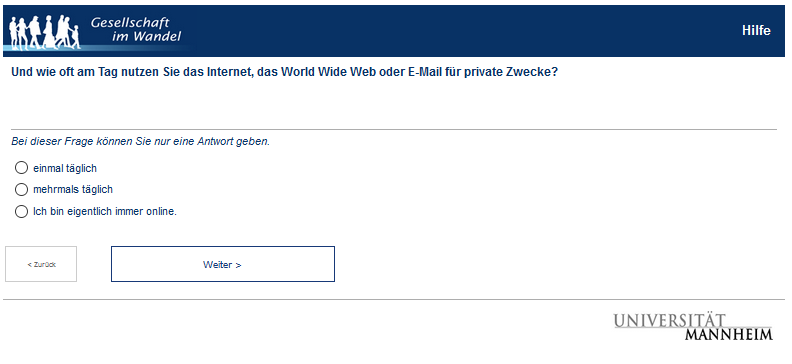 Gesellschaft
im Wandel
Hilfe
Und wie oft am Tag nutzen Sie das Internet, das World Wide Web oder E-Mail für private Zwecke?
Bei dieser Frage können Sie nur eine Antwort geben.
einmal täglich
mehrmals täglich
Ich bin eigentlich immer online.
< Zurück
Weiter >
UNIVERSITÄT
MANNHEIM